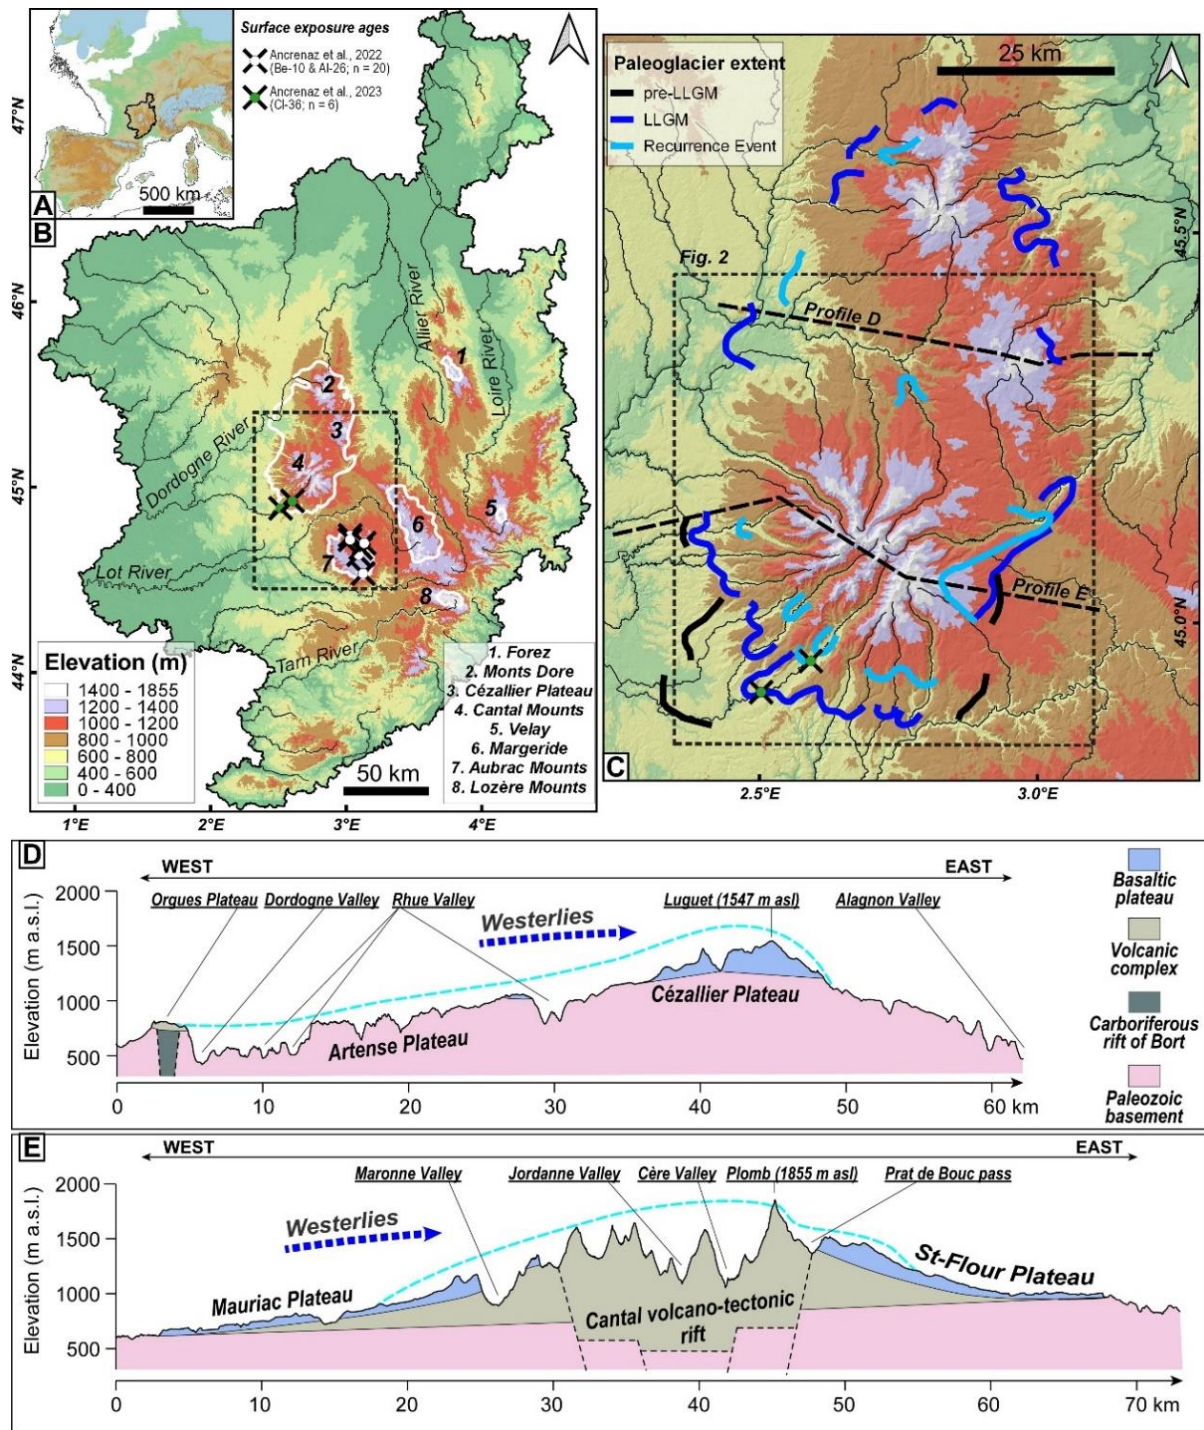 Surface exposure ages
Ancrenaz et al., 2022
(Be-10 & Al-26; n = 20)
Ancrenaz et al., 2023
(Cl-36; n = 6)
A
500 km
B
47°N
46°N
45°N
44°N
Allier River
Loire River
Dordogne River
Lot River
Tarn River
1
2
3
4
5
6
7
8
Elevation (m)
1400 - 1855
1200 - 1400
1000 - 1200
800 - 1000
600 - 800
400 - 600
0 - 400
50 km
1. Forez
2. Monts Dore
3. Cézallier Plateau
4. Cantal Mounts
5. Velay
6. Margeride
7. Aubrac Mounts
8. Lozère Mounts
1°E
2°E
3°E
4°E
Paleoglacier extent
pre-LLGM
LLGM
Recurrence Event
25 km
Fig. 2
Profile D
Profile E
C
45.5°N
45.0°N
2.5°E
3.0°E
D
WEST
EAST
Elevation (m a.s.l.)
2000
1500
1000
500
Orgues Plateau
Dordogne Valley
Rhue Valley
Westerlies
Luguet (1547 m asl)
Alagnon Valley
Artense Plateau
Cézallier Plateau
0
10
20
30
40
50
60 km
Basaltic
plateau
Volcanic
complex
Carboriferous
rift of Bort
Paleozoic
basement
E
WEST
EAST
Elevation (m a.s.l.)
2000
1500
1000
500
Maronne Valley
Jordanne Valley
Cère Valley
Plomb (1855 m asl)
Prat de Bouc pass
Westerlies
Mauriac Plateau
Cantal volcano-tectonic
rift
St-Flour Plateau
0
10
20
30
40
50
60
70 km